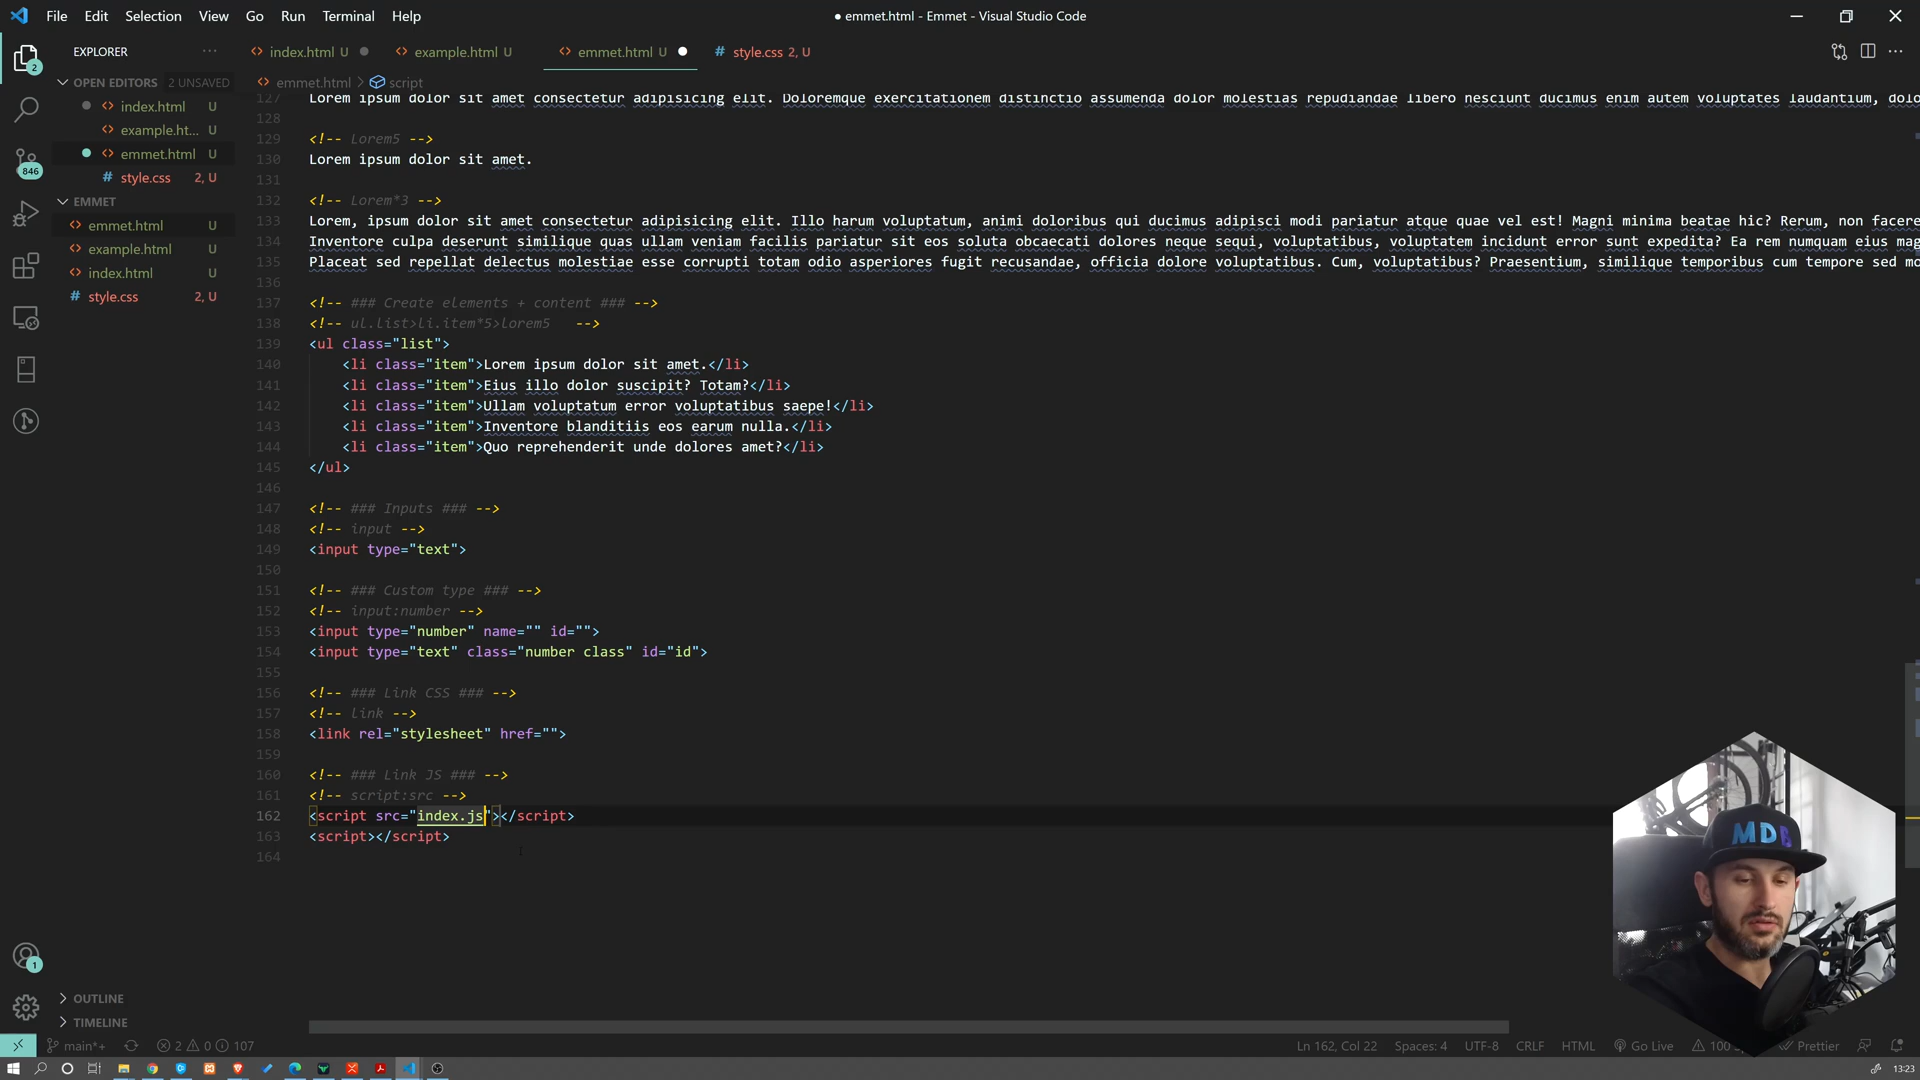 File Edit Selection View Go Run Terminal Help
emmet.html - Emmet - Visual Studio Code
EXPLORER
index.html U
example.html U
emmet.html U
# style.css 2, U
OPEN EDITORS 2 UNSAVED
emmet.html > script
index.html U
example.ht... U
emmet.html U
# style.css 2, U
EMMET
emmet.html U
example.html U
index.html U
# style.css 2, U
2
846
127 Lorem ipsum dolor sit amet consectetur adipisicing elit. Doloremque exercitationem distinctio assumenda dolor molestias repudiandae libero nesciunt ducimus enim autem voluptates laudantium, dolo
128
129 <!-- Lorem5 -->
130 Lorem ipsum dolor sit amet.
131
132 <!-- Lorem*3 -->
133 Lorem, ipsum dolor sit amet consectetur adipisicing elit. Illo harum voluptatum, animi doloribus qui ducimus adipisci modi pariatur atque quae vel est! Magni minima beatae hic? Rerum, non facere
134 Inventore culpa deserunt similique quas ullam veniam facilis pariatur sit eos soluta obcaecati dolores neque sequi, voluptatibus, voluptatem incidunt error sunt expedita? Ea rem numquam eius mag
135 Placeat sed repellat delectus molestiae esse corrupti totam odio asperiores fugit recusandae, officia dolore voluptatibus. Cum, voluptatibus? Praesentium, similique temporibus cum tempore sed mo
136
137 <!-- ### Create elements + content ### -->
138 <!-- ul.list>li.item*5>lorem5 -->
139 <ul class="list">
140 <li class="item">Lorem ipsum dolor sit amet.</li>
141 <li class="item">Eius illo dolor suscipit? Totam?</li>
142 <li class="item">Ullam voluptatum error voluptatibus saepe!</li>
143 <li class="item">Inventore blanditiis eos earum nulla.</li>
144 <li class="item">Quo reprehenderit unde dolores amet?</li>
145 </ul>
146
147 <!-- ### Inputs ### -->
148 <!-- input -->
149 <input type="text">
150
151 <!-- ### Custom type ### -->
152 <!-- input:number -->
153 <input type="number" name="" id="">
154 <input type="text" class="number class" id="id">
155
156 <!-- ### Link CSS ### -->
157 <!-- link -->
158 <link rel="stylesheet" href="">
159
160 <!-- ### Link JS ### -->
161 <!-- script:src -->
162 <script src="index.js"></script>
163 <script></script>
164
MDB
1
OUTLINE
TIMELINE
main*+ 2 0 107 Ln 162, Col 22 Spaces: 4 UTF-8 CRLF HTML Go Live Prettier
13:23